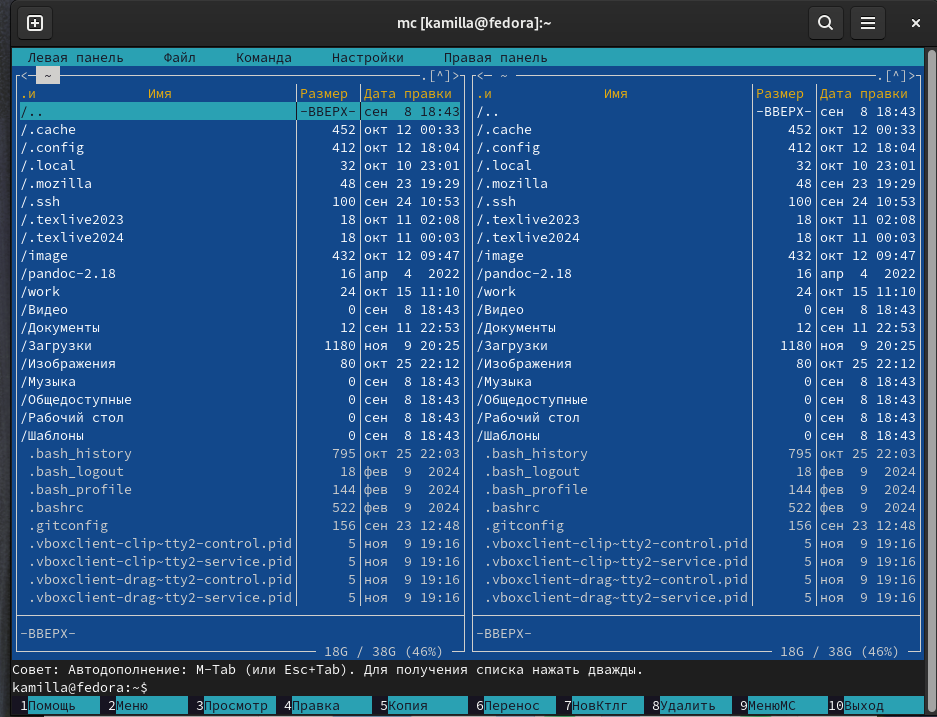 mc [kamilla@fedora]:~
Левая панель Файл Команда Настройки Правая панель
<─ ~ .[^]> <─ ~ .[^]>
.и Имя Размер Дата правки .и Имя Размер Дата правки
/.. -ВВЕРХ- сен 8 18:43 /.. -ВВЕРХ- сен 8 18:43
/.cache 452 окт 12 00:33 /.cache 452 окт 12 00:33
/.config 412 окт 12 18:04 /.config 412 окт 12 18:04
/.local 32 окт 10 23:01 /.local 32 окт 10 23:01
/.mozilla 48 сен 23 19:29 /.mozilla 48 сен 23 19:29
/.ssh 100 сен 24 10:53 /.ssh 100 сен 24 10:53
/.texlive2023 18 окт 11 02:08 /.texlive2023 18 окт 11 02:08
/.texlive2024 18 окт 11 00:03 /.texlive2024 18 окт 11 00:03
/image 432 окт 12 09:47 /image 432 окт 12 09:47
/pandoc-2.18 16 апр 4 2022 /pandoc-2.18 16 апр 4 2022
/work 24 окт 15 11:10 /work 24 окт 15 11:10
/Видео 0 сен 8 18:43 /Видео 0 сен 8 18:43
/Документы 12 сен 11 22:53 /Документы 12 сен 11 22:53
/Загрузки 1180 ноя 9 20:25 /Загрузки 1180 ноя 9 20:25
/Изображения 80 окт 25 22:12 /Изображения 80 окт 25 22:12
/Музыка 0 сен 8 18:43 /Музыка 0 сен 8 18:43
/Общедоступные 0 сен 8 18:43 /Общедоступные 0 сен 8 18:43
/Рабочий стол 0 сен 8 18:43 /Рабочий стол 0 сен 8 18:43
/Шаблоны 0 сен 8 18:43 /Шаблоны 0 сен 8 18:43
.bash_history 795 окт 25 22:03 .bash_history 795 окт 25 22:03
.bash_logout 18 фев 9 2024 .bash_logout 18 фев 9 2024
.bash_profile 144 фев 9 2024 .bash_profile 144 фев 9 2024
.bashrc 522 фев 9 2024 .bashrc 522 фев 9 2024
.gitconfig 156 сен 23 12:48 .gitconfig 156 сен 23 12:48
.vboxclient-clip~tty2-control.pid 5 ноя 9 19:16 .vboxclient-clip~tty2-control.pid 5 ноя 9 19:16
.vboxclient-clip~tty2-service.pid 5 ноя 9 19:16 .vboxclient-clip~tty2-service.pid 5 ноя 9 19:16
.vboxclient-drag~tty2-control.pid 5 ноя 9 19:16 .vboxclient-drag~tty2-control.pid 5 ноя 9 19:16
.vboxclient-drag~tty2-service.pid 5 ноя 9 19:16 .vboxclient-drag~tty2-service.pid 5 ноя 9 19:16
-ВВЕРХ- -ВВЕРХ-
18G / 38G (46%) 18G / 38G (46%)
Совет: Автодополнение: M-Tab (или Esc+Tab). Для получения списка нажать дважды.
kamilla@fedora:~$
1Помощь 2Меню 3Просмотр 4Правка 5Копия 6Перенос 7НовКтлг 8Удалить 9МенюMC 10Выход